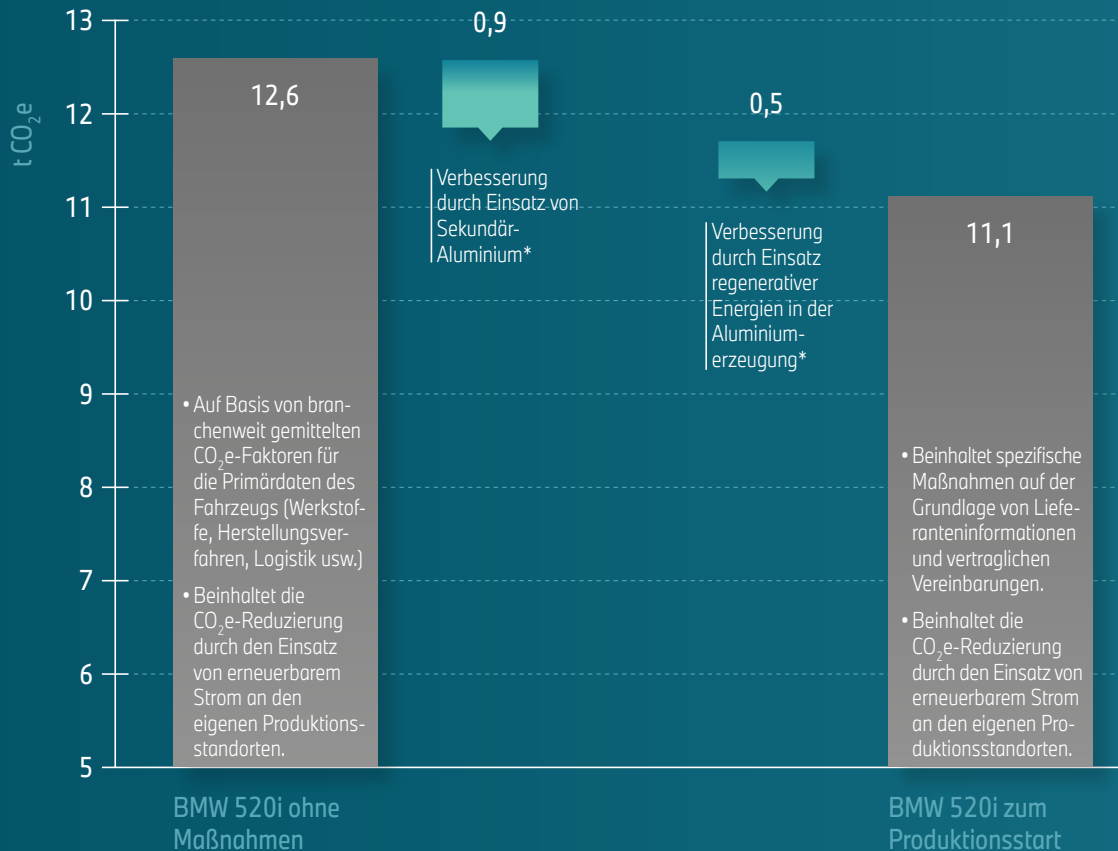 t CO₂e
13
12
11
10
9
8
7
6
5
12,6
• Auf Basis von bran-
chenweit gemittelten
CO₂e-Faktoren für
die Primärdaten des
Fahrzeugs (Werkstof-
fe, Herstellungsver-
fahren, Logistik usw.)
• Beinhaltet die
CO₂e-Reduzierung
durch den Einsatz
von erneuerbarem
Strom an den
eigenen Produktions-
standorten.
BMW 520i ohne
Maßnahmen
0,9
Verbesserung
durch Einsatz von
Sekundär-
Aluminium*
0,5
Verbesserung
durch Einsatz
regenerativer
Energien in der
Aluminium-
erzeugung*
11,1
• Beinhaltet spezifische
Maßnahmen auf der
Grundlage von Liefe-
ranteninformationen
und vertraglichen
Vereinbarungen.
• Beinhaltet die
CO₂e-Reduzierung
durch den Einsatz von
erneuerbarem Strom
an den eigenen Pro-
duktionsstandorten.
BMW 520i zum
Produktionsstart